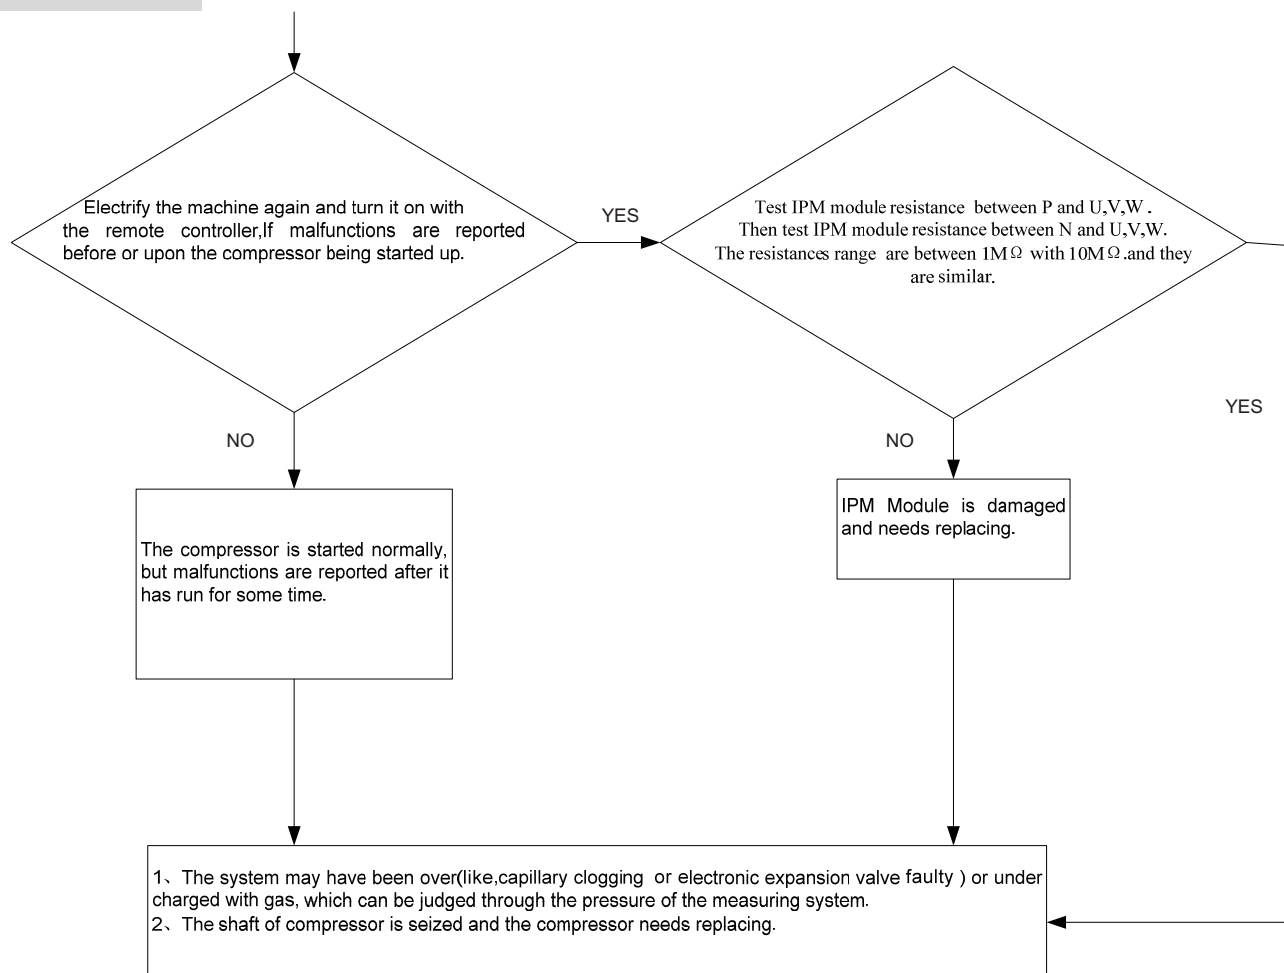 Electrify the machine again and turn it on with
the remote controller,If malfunctions are reported
before or upon the compressor being started up.
YES
Test IPM module resistance between P and U,V,W.
Then test IPM module resistance between N and U,V,W.
The resistances range are between 1MΩ with 10MΩ.and they
are similar.
YES
NO
NO
The compressor is started normally,
but malfunctions are reported after it
has run for some time.
IPM Module is damaged
and needs replacing.
1、The system may have been over(like,capillary clogging or electronic expansion valve faulty ) or under
charged with gas, which can be judged through the pressure of the measuring system.
2、The shaft of compressor is seized and the compressor needs replacing.